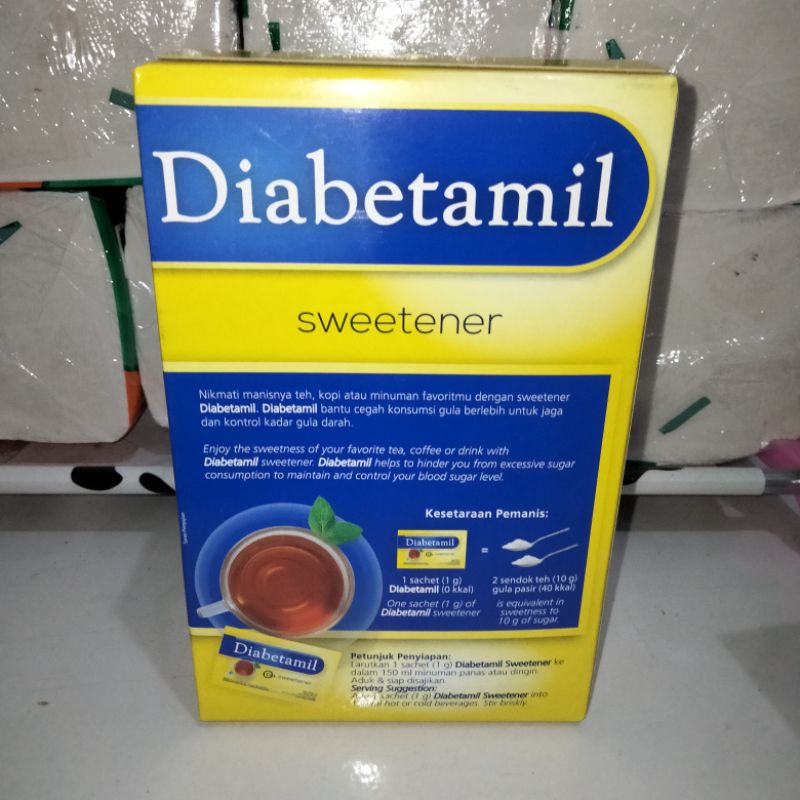 Diabetamil
sweetener
Nikmati manisnya teh, kopi atau minuman favoritmu dengan sweetener
Diabetamil. Diabetamil bantu cegah konsumsi gula berlebih untuk jaga
dan kontrol kadar gula darah.
Enjoy the sweetness of your favorite tea, coffee or drink with
Diabetamil sweetener. Diabetamil helps to hinder you from excessive sugar
consumption to maintain and control your blood sugar level.
Saran Penyajian
Kesetaraan Pemanis:
Diabetamil
=
1 sachet (1 g)
Diabetamil (0 kkal)
One sachet (1 g) of
Diabetamil sweetener
2 sendok teh (10 g)
gula pasir (40 kkal)
is equivalent in
sweetness to
10 g of sugar.
Diabetamil
sweetener
Petunjuk Penyiapan:
Larutkan 1 sachet (1 g) Diabetamil Sweetener ke
dalam 150 ml minuman panas atau dingin.
Aduk & siap disajikan.
Serving Suggestion:
sachet (1 g) Diabetamil Sweetener into
hot or cold beverages. Stir briskly.